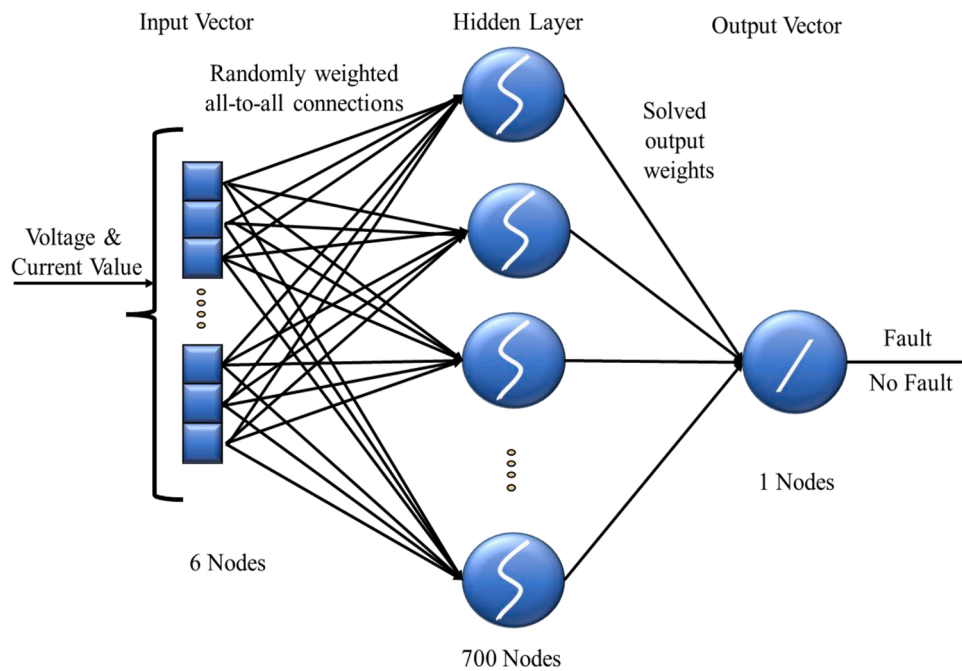 Input Vector
Hidden Layer
Output Vector
Randomly weighted
all-to-all connections
Solved
output
weights
Voltage &
Current Value
Fault
No Fault
1 Nodes
6 Nodes
700 Nodes